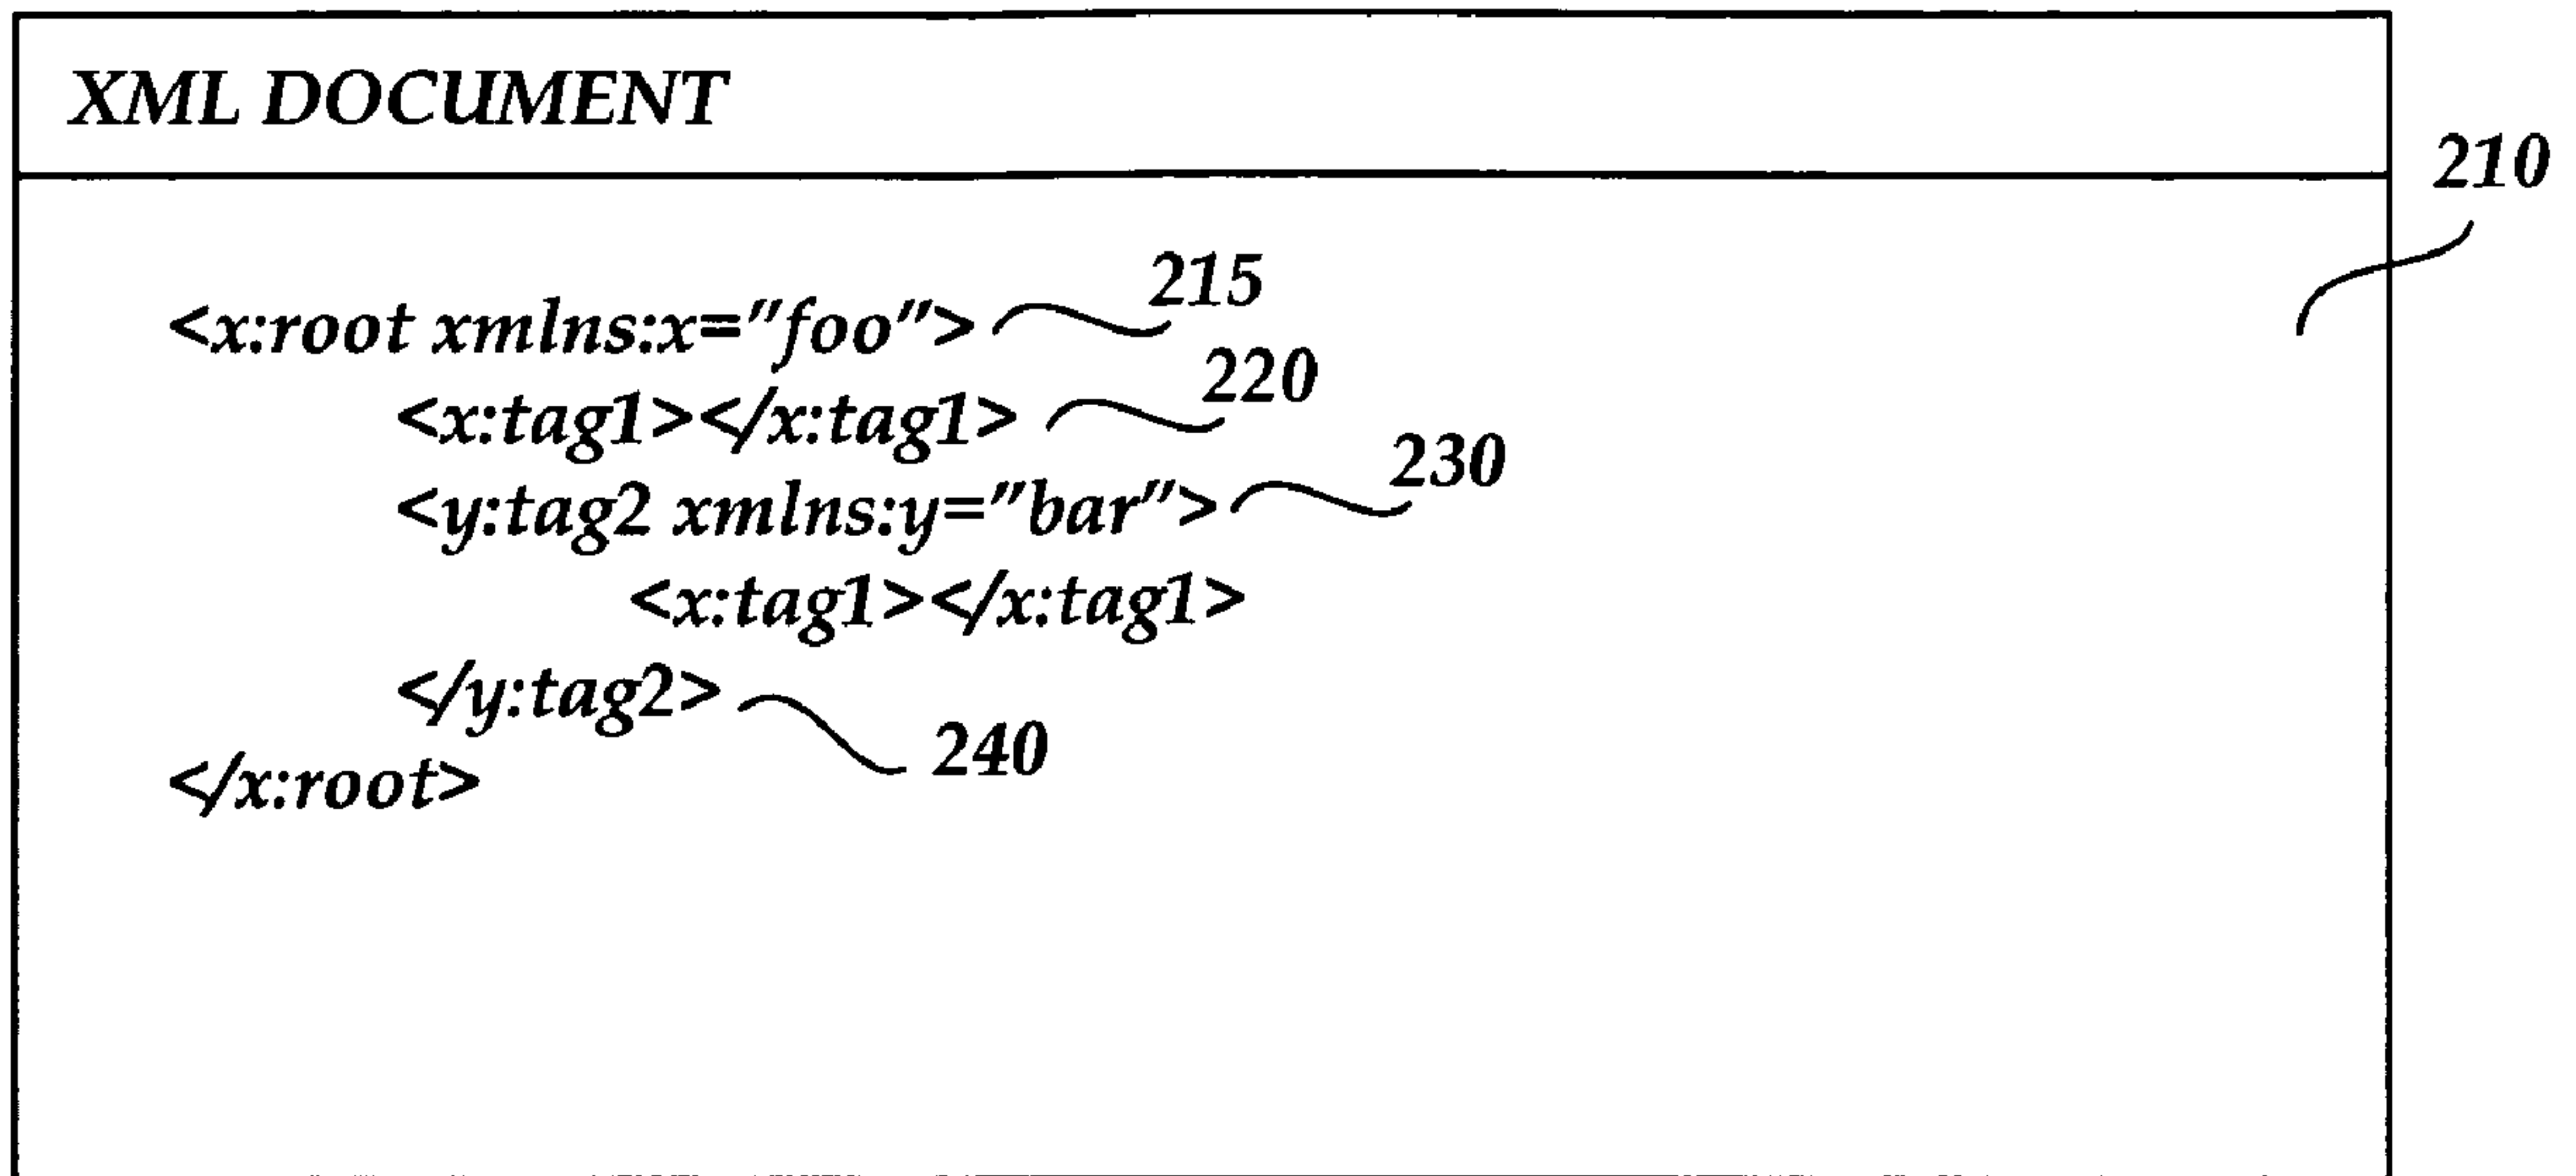 XML DOCUMENT
210
<x:root xmlns:x="foo"> 215
<x:tag1></x:tag1> 220
<y:tag2 xmlns:y="bar"> 230
<x:tag1></x:tag1>
</y:tag2> 240
</x:root>